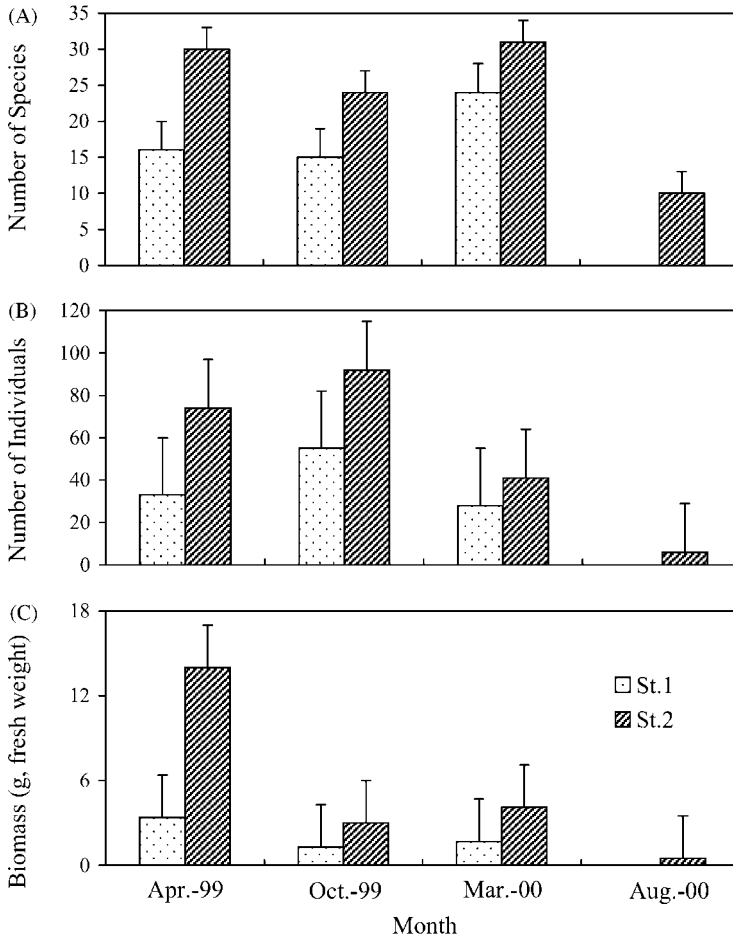 (A)
Number of Species
35
30
25
20
15
10
5
0
(B)
Number of Individuals
120
100
80
60
40
20
0
(C)
Biomass (g, fresh weight)
18
12
6
0
St.1
St.2
Apr.-99 Oct.-99 Mar.-00 Aug.-00
Month